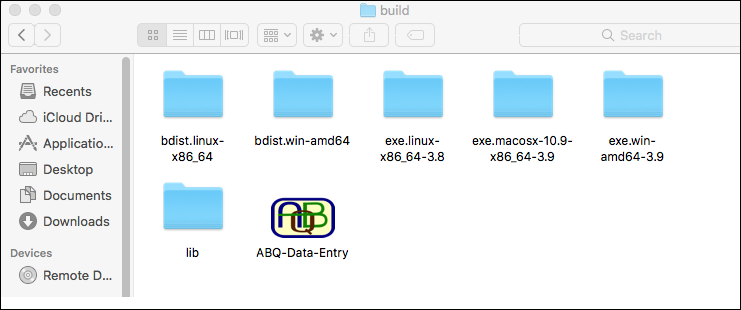 build
Search
Favorites
Recents
iCloud Dri...
Applicatio...
Desktop
Documents
Downloads
Devices
Remote D...
bdist.linux-
x86_64
bdist.win-amd64
exe.linux-
x86_64-3.8
exe.macosx-10.9-
x86_64-3.9
exe.win-
amd64-3.9
lib
AQB
ABQ-Data-Entry